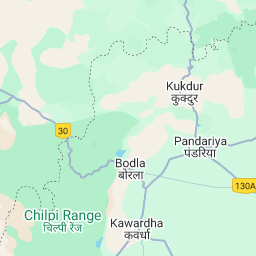 Kukdur
कुकदुर
30
Pandariya
पंडरिया
Bodla
बोरला
130A
Chilpi Range
चिल्पी रेंज
Kawardha
कवर्धा